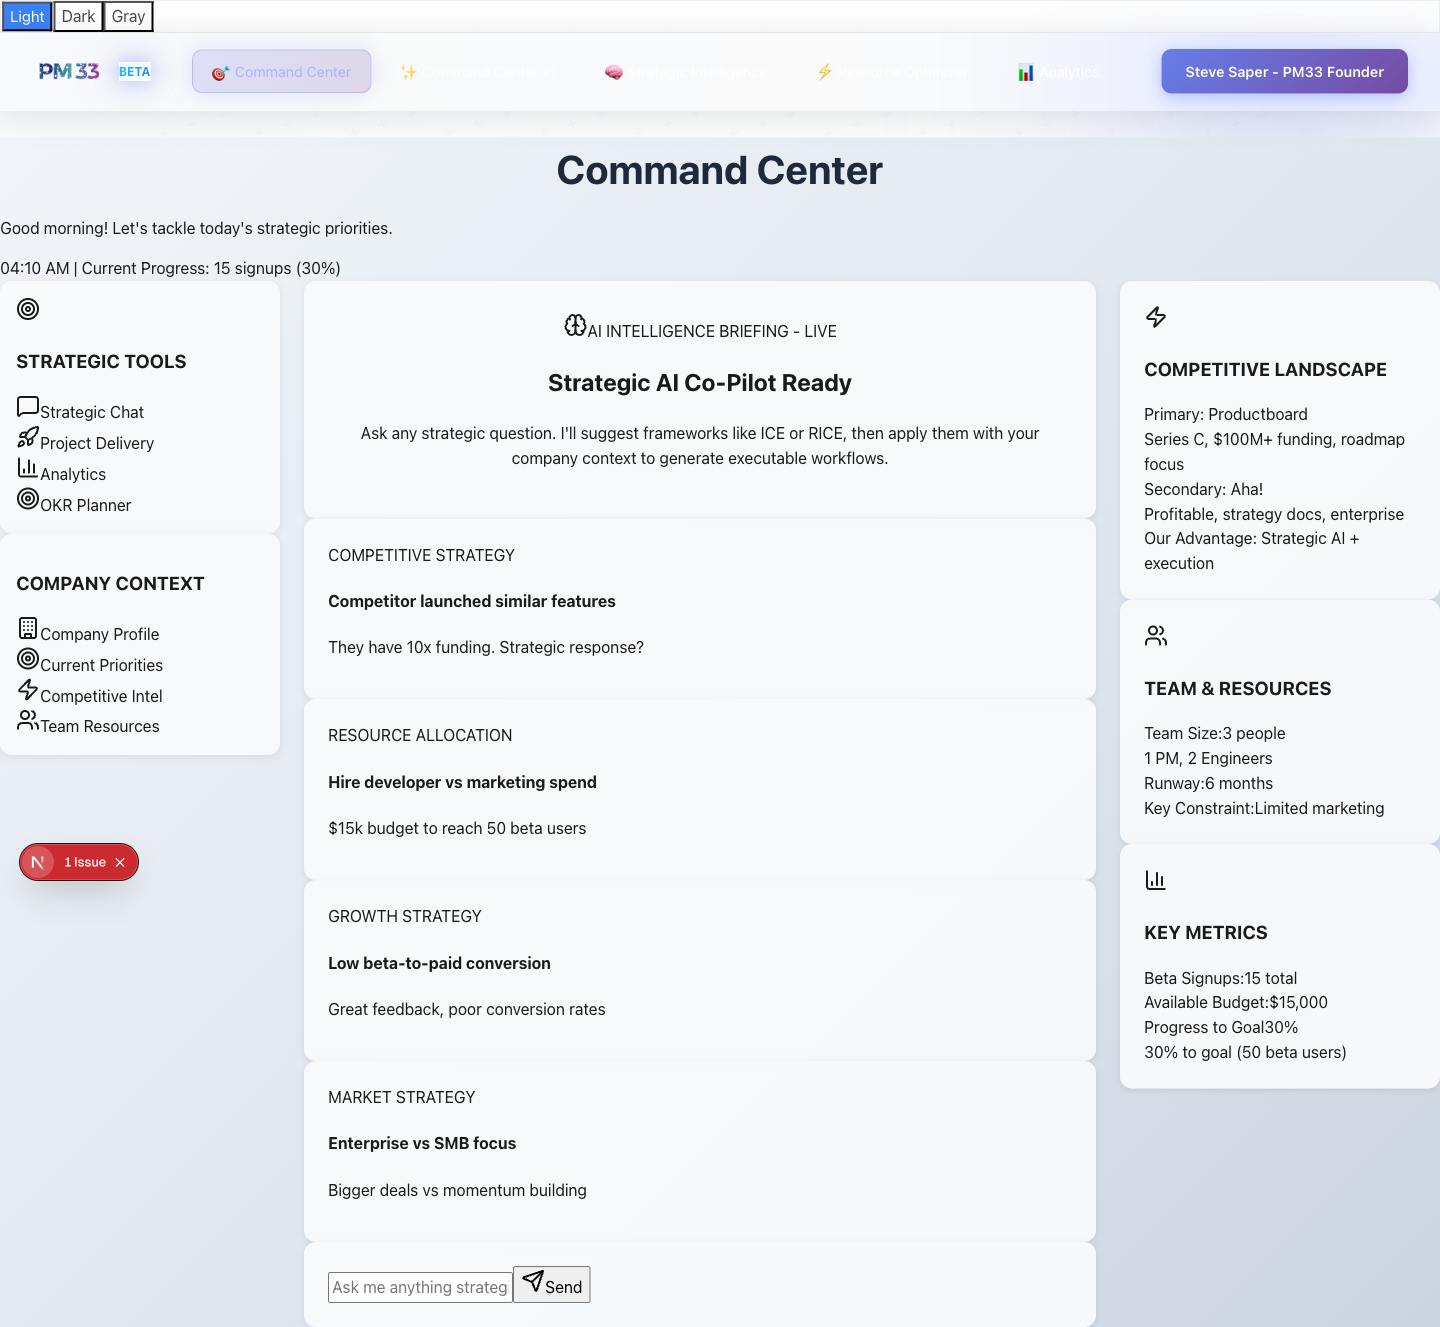 Light Dark Gray
PM33 BETA Command Center Command Center Strategic Intelligence Analytics Steve Saper - PM33 Founder
Command Center
Good morning! Let's tackle today's strategic priorities.
04:10 AM | Current Progress: 15 signups (30%)
STRATEGIC TOOLS
Strategic Chat
Project Delivery
Analytics
OKR Planner
COMPANY CONTEXT
Company Profile
Current Priorities
Competitive Intel
Team Resources
1 Issue
AI INTELLIGENCE BRIEFING - LIVE
Strategic AI Co-Pilot Ready
Ask any strategic question. I'll suggest frameworks like ICE or RICE, then apply them with your
company context to generate executable workflows.
COMPETITIVE STRATEGY
Competitor launched similar features
They have 10x funding. Strategic response?
RESOURCE ALLOCATION
Hire developer vs marketing spend
$15k budget to reach 50 beta users
GROWTH STRATEGY
Low beta-to-paid conversion
Great feedback, poor conversion rates
MARKET STRATEGY
Enterprise vs SMB focus
Bigger deals vs momentum building
Ask me anything strateg Send
COMPETITIVE LANDSCAPE
Primary: Productboard
Series C, $100M+ funding, roadmap
focus
Secondary: Aha!
Profitable, strategy docs, enterprise
Our Advantage: Strategic AI +
execution
TEAM & RESOURCES
Team Size:3 people
1 PM, 2 Engineers
Runway:6 months
Key Constraint:Limited marketing
KEY METRICS
Beta Signups:15 total
Available Budget:$15,000
Progress to Goal30%
30% to goal (50 beta users)